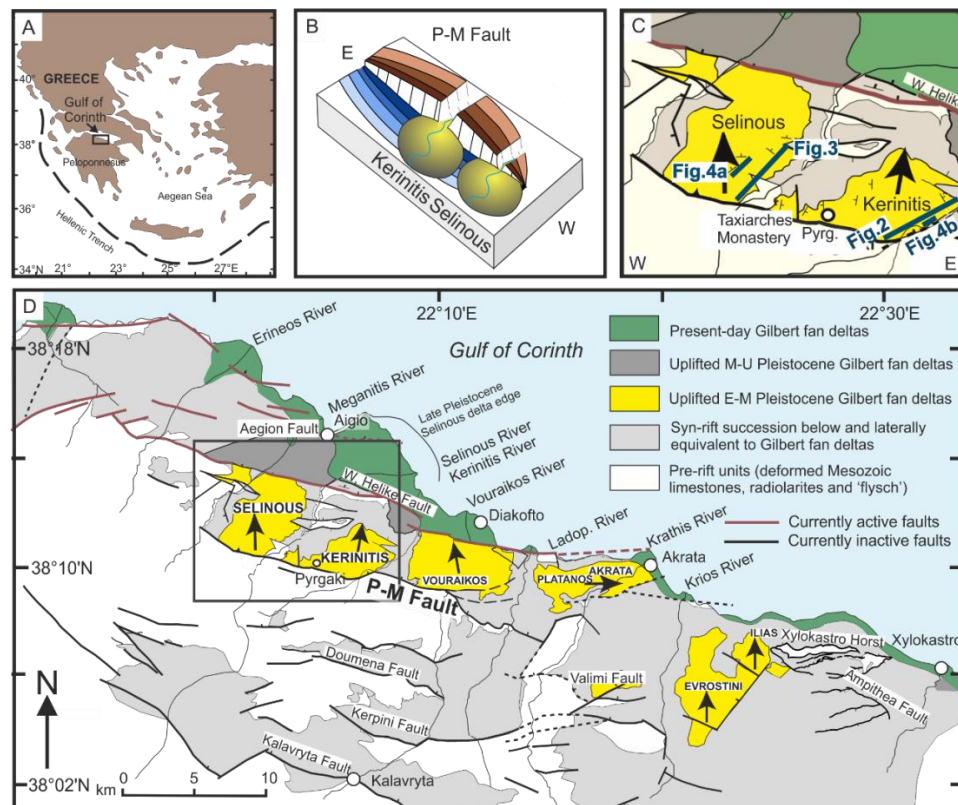 A
GREECE
Gulf of
Corinth
Peloponnesus
Aegean Sea
Hellenic Trench
40°
38°
36°
34°N
21°
23°
25°
27°E
B
P-M Fault
E
Kerinitis Selinous
W
C
W. Helike
Selinous
Fig.3
Fig.4a
Kerinitis
Taxiarches
Monastery
Pyrg.
Fig.2
Fig.4b
W
E
D
22°10'E
22°30'E
38°18'N
Erineos River
Gulf of Corinth
Meganitis River
Aigio
Late Pleistocene
Selinous delta edge
Aegion Fault
Selinous River
Kerinitis River
W. Helike Fault
Vouraikos River
Diakofto
SELINOUS
KERINITIS
Pyrgaki
38°10'N
P-M Fault
VOURAIKOS
Ladop. River
Krathis River
PLATANOS
AKRATA
Akrata
Krios River
ILIAS
Xylokastro Horst
Xylokastro
Doumena Fault
Valimi Fault
EVROSTINI
Ampithea Fault
Kerpini Fault
Kalavryta Fault
Kalavryta
N
38°02'N
0 5 10
km
Present-day Gilbert fan deltas
Uplifted M-U Pleistocene Gilbert fan deltas
Uplifted E-M Pleistocene Gilbert fan deltas
Syn-rift succession below and laterally
equivalent to Gilbert fan deltas
Pre-rift units (deformed Mesozoic
limestones, radiolarites and 'flysch')
Currently active faults
Currently inactive faults